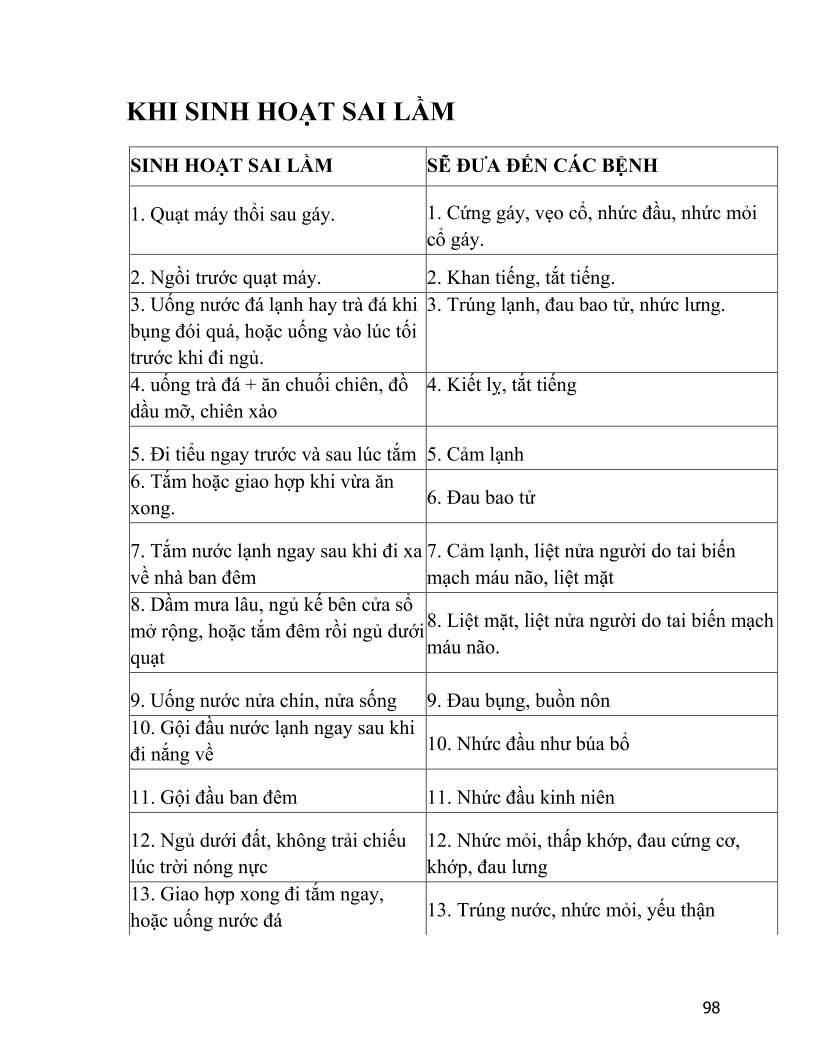 KHI SINH HOẠT SAI LẦM
SINH HOẠT SAI LẦM
SẼ ĐƯA ĐẾN CÁC BỆNH
1. Quạt máy thổi sau gáy.
1. Cứng gáy, vẹo cổ, nhức đầu, nhức mỏi
cổ gáy.
2. Ngồi trước quạt máy.
2. Khan tiếng, tắt tiếng.
3. Uống nước đá lạnh hay trà đá khi
bụng đói quá, hoặc uống vào lúc tối
trước khi đi ngủ.
3. Trúng lạnh, đau bao tử, nhức lưng.
4. uống trà đá + ăn chuối chiên, đồ
dầu mỡ, chiên xào
4. Kiết lỵ, tắt tiếng
5. Đi tiểu ngay trước và sau lúc tắm
5. Cảm lạnh
6. Tắm hoặc giao hợp khi vừa ăn
xong.
6. Đau bao tử
7. Tắm nước lạnh ngay sau khi đi xa
về nhà ban đêm
7. Cảm lạnh, liệt nửa người do tai biến
mạch máu não, liệt mặt
8. Dầm mưa lâu, ngủ kế bên cửa sổ
mở rộng, hoặc tắm đêm rồi ngủ dưới
quạt
8. Liệt mặt, liệt nửa người do tai biến mạch
máu não.
9. Uống nước nửa chín, nửa sống
9. Đau bụng, buồn nôn
10. Gội đầu nước lạnh ngay sau khi
đi nắng về
10. Nhức đầu như búa bổ
11. Gội đầu ban đêm
11. Nhức đầu kinh niên
12. Ngủ dưới đất, không trải chiếu
lúc trời nóng nực
12. Nhức mỏi, thấp khớp, đau cứng cơ,
khớp, đau lưng
13. Giao hợp xong đi tắm ngay,
hoặc uống nước đá
13. Trúng nước, nhức mỏi, yếu thận
98